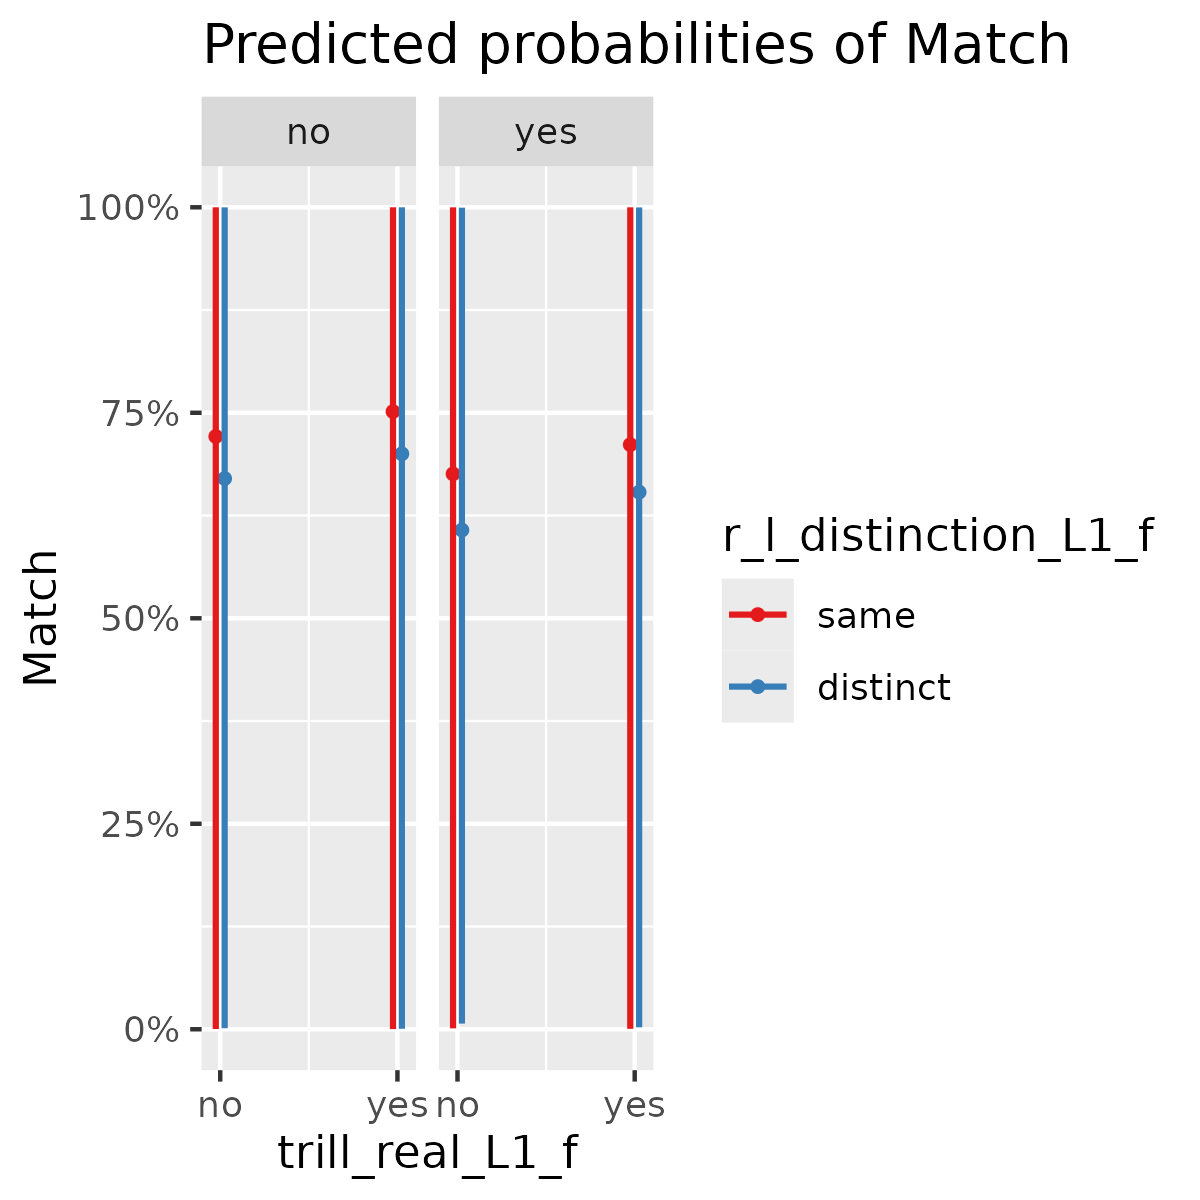 Predicted probabilities of Match
no yes
100%
75%
50%
25%
0%
Match
no yes no yes
trill_real_L1_f
r_l_distinction_L1_f
same
distinct